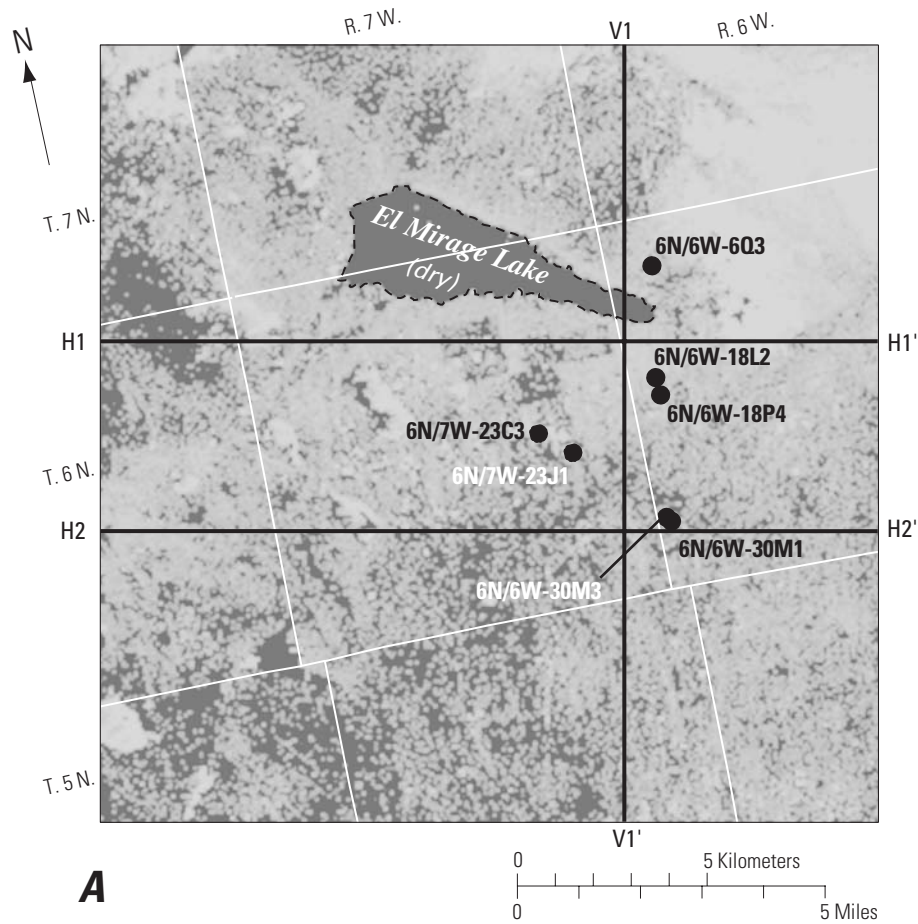 R. 7 W.
V1
R. 6 W.
N
T. 7 N.
El Mirage Lake
(dry)
6N/6W-6Q3
H1
H1'
6N/6W-18L2
6N/6W-18P4
6N/7W-23C3
6N/7W-23J1
T. 6 N.
H2
H2'
6N/6W-30M1
6N/6W-30M3
T. 5 N.
V1'
A
0 5 Kilometers
0 5 Miles